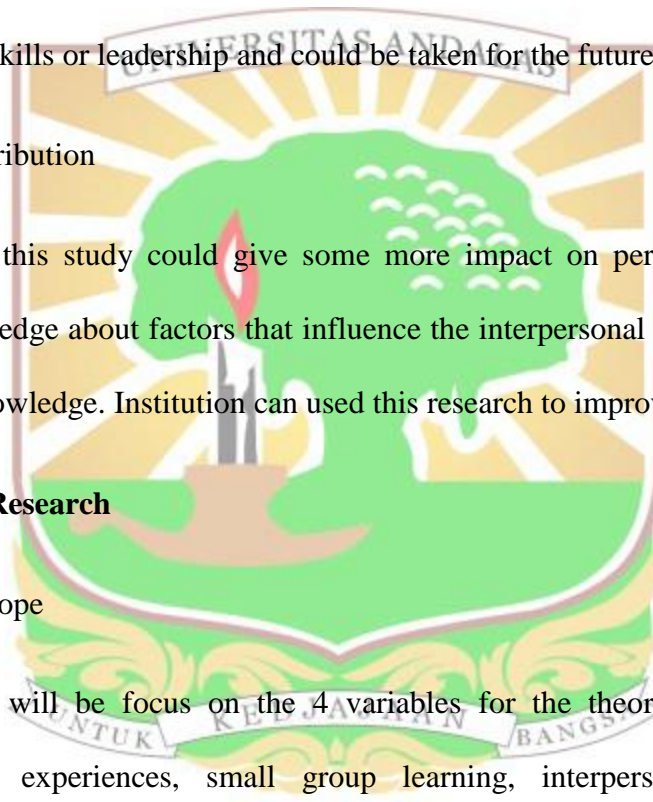 UNIVERSITAS ANDALAS
kills or leadership and could be taken for the future
ribution
this study could give some more impact on per
edge about factors that influence the interpersonal
owledge. Institution can used this research to improv
Research
ope
will be focus on the 4 variables for the theor
UNTUK KEDJAJAAN BANGSA
experiences, small group learning, interpers